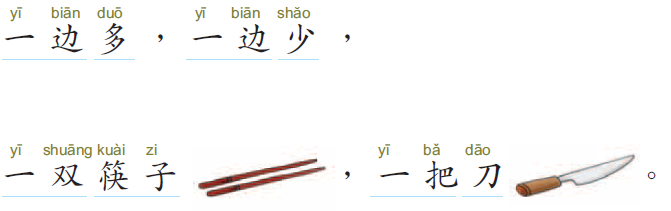 yī biān duō yī biān shǎo
一边多，一边少，
yī shuāng kuài zi yī bǎ dāo
一双筷子，一把刀。